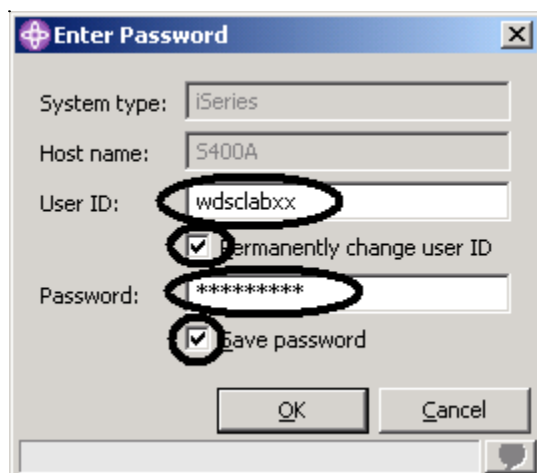 Enter Password
System type: iSeries
Host name: S400A
User ID: wdsclabxx
Permanently change user ID
Password: *********
Save password
OK Cancel